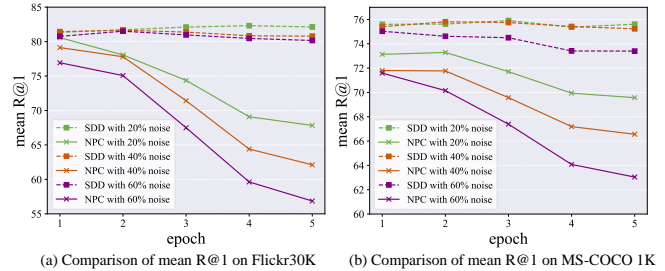 85
80
75
70
65
60
55
mean R@1
SDD with 20% noise
NPC with 20% noise
SDD with 40% noise
NPC with 40% noise
SDD with 60% noise
NPC with 60% noise
1 2 3 4 5
epoch
(a) Comparison of mean R@1 on Flickr30K
76
74
72
70
68
66
64
62
60
mean R@1
SDD with 20% noise
NPC with 20% noise
SDD with 40% noise
NPC with 40% noise
SDD with 60% noise
NPC with 60% noise
1 2 3 4 5
epoch
(b) Comparison of mean R@1 on MS-COCO 1K